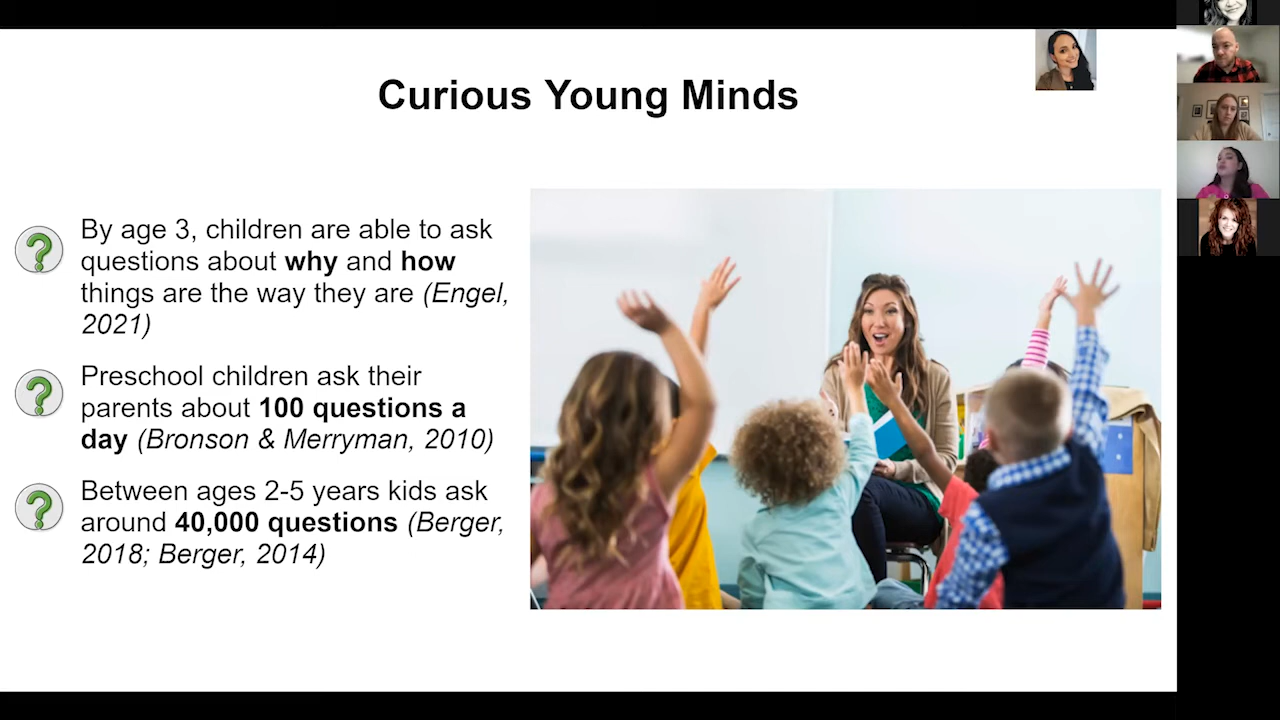 Curious Young Minds
By age 3, children are able to ask
questions about why and how
things are the way they are (Engel,
2021)
Preschool children ask their
parents about 100 questions a
day (Bronson & Merryman, 2010)
Between ages 2-5 years kids ask
around 40,000 questions (Berger,
2018; Berger, 2014)